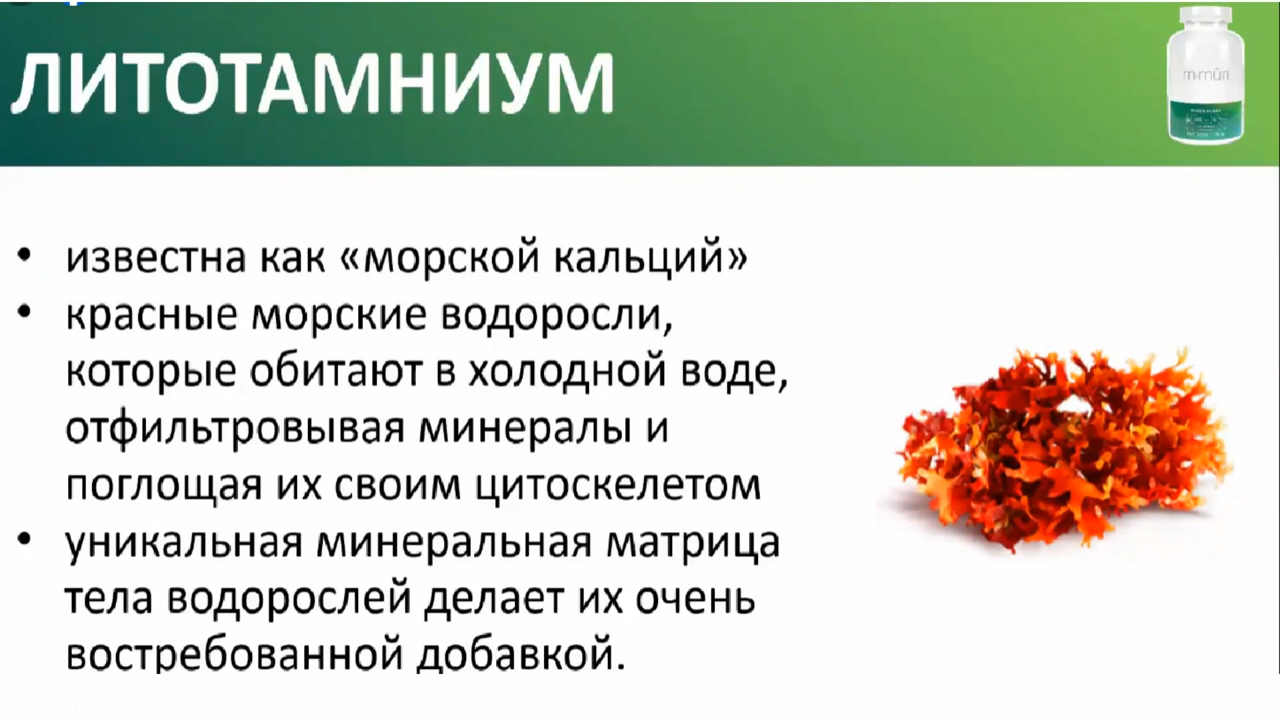 ЛИТОТАМНИУМ
m·mûn
• известна как «морской кальций»
• красные морские водоросли,
которые обитают в холодной воде,
отфильтровывая минералы и
поглощая их своим цитоскелетом
• уникальная минеральная матрица
тела водорослей делает их очень
востребованной добавкой.